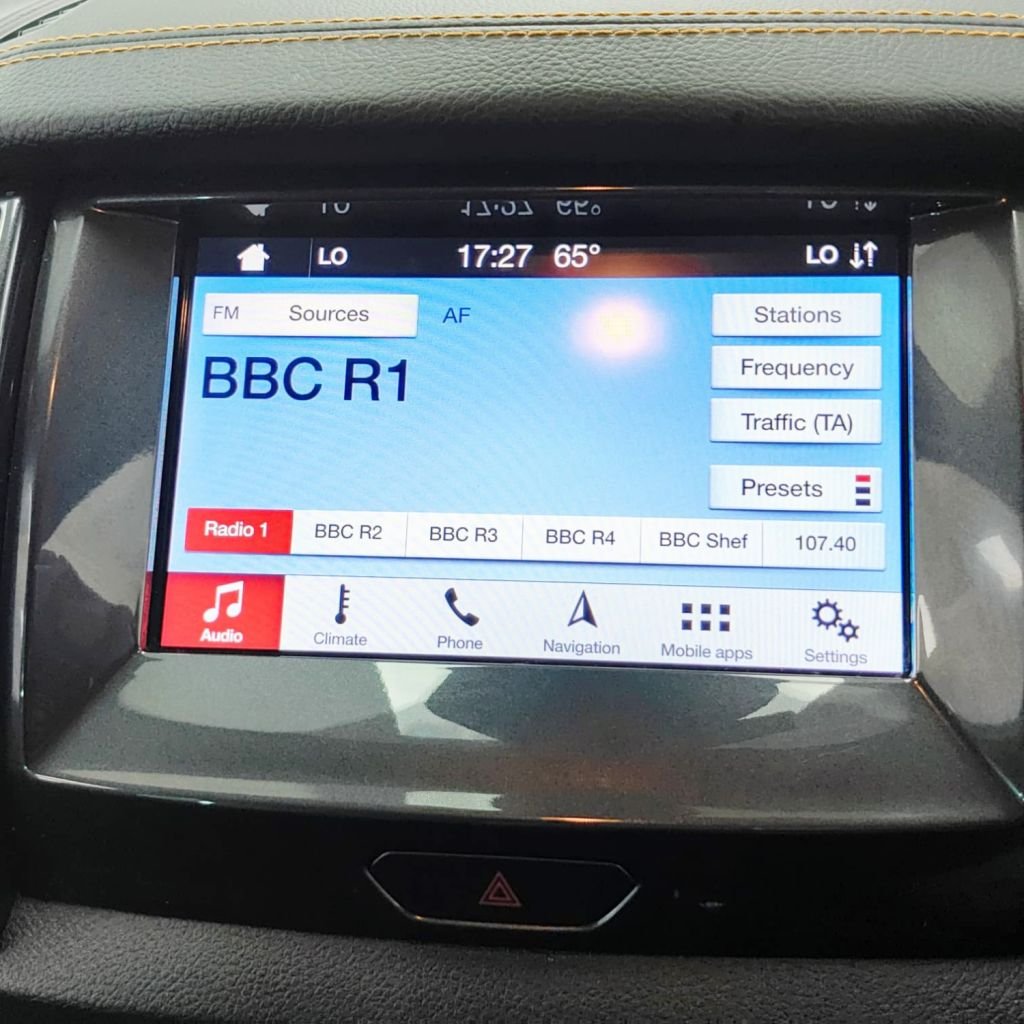 LO 17:27 65° LO
FM Sources AF Stations
BBC R1
Frequency
Traffic (TA)
Presets
Radio 1 BBC R2 BBC R3 BBC R4 BBC Shef 107.40
Audio Climate Phone Navigation Mobile apps Settings